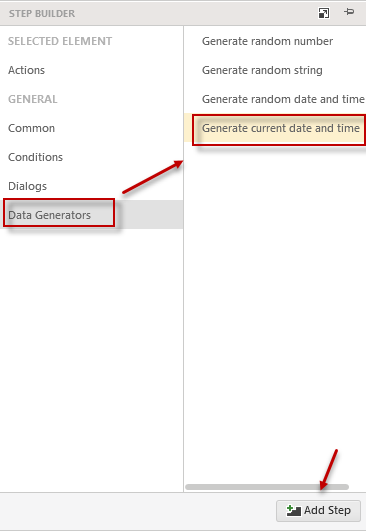 STEP BUILDER
SELECTED ELEMENT
Actions
GENERAL
Common
Conditions
Dialogs
Data Generators
Generate random number
Generate random string
Generate random date and time
Generate current date and time
Add Step